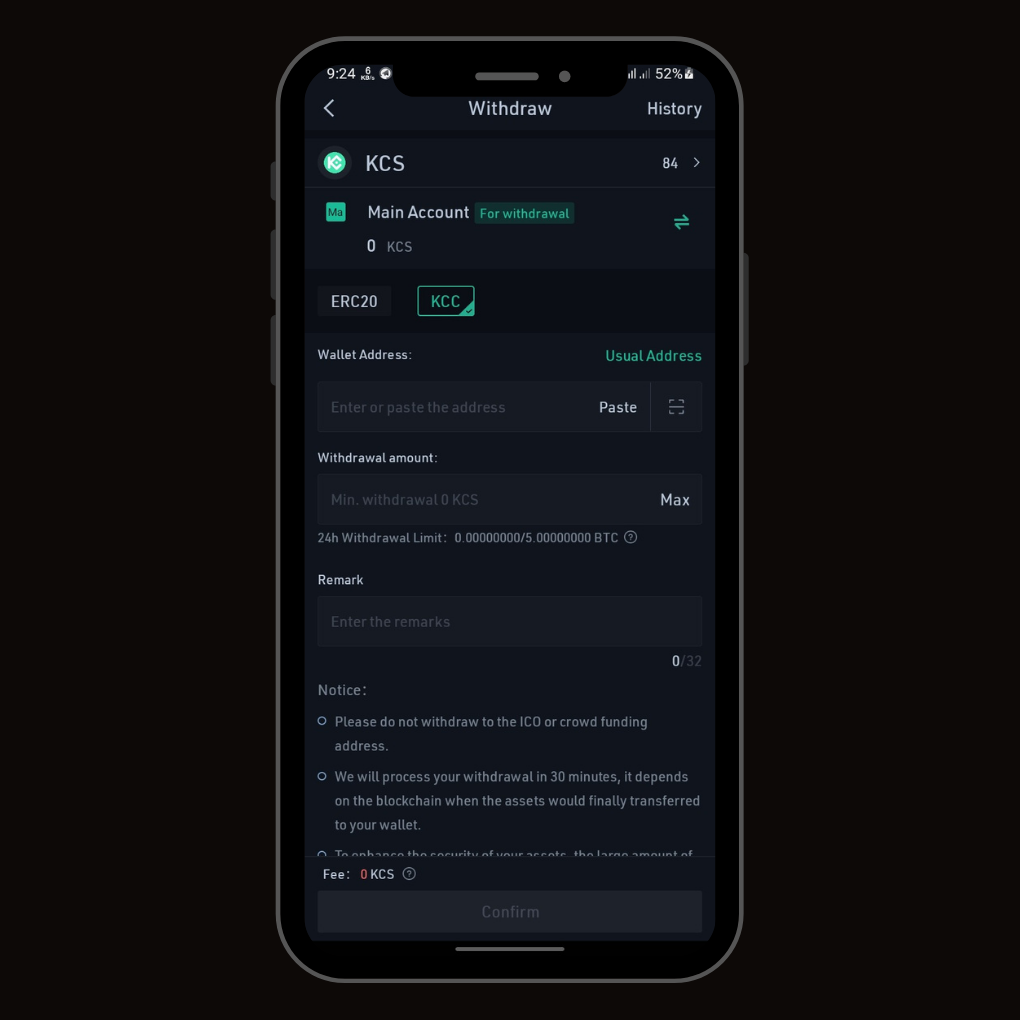 9:24 6 KB/s 52%
Withdraw History
KCS 84
Ma Main Account For withdrawal
0 KCS
ERC20 KCC
Wallet Address: Usual Address
Enter or paste the address Paste
Withdrawal amount:
Min. withdrawal 0 KCS Max
24h Withdrawal Limit: 0.00000000/5.00000000 BTC
Remark
Enter the remarks
0/32
Notice:
Please do not withdraw to the ICO or crowd funding
address.
We will process your withdrawal in 30 minutes, it depends
on the blockchain when the assets would finally transferred
to your wallet.
To enhance the security of your assets, the large amount of
Fee: 0 KCS
Confirm